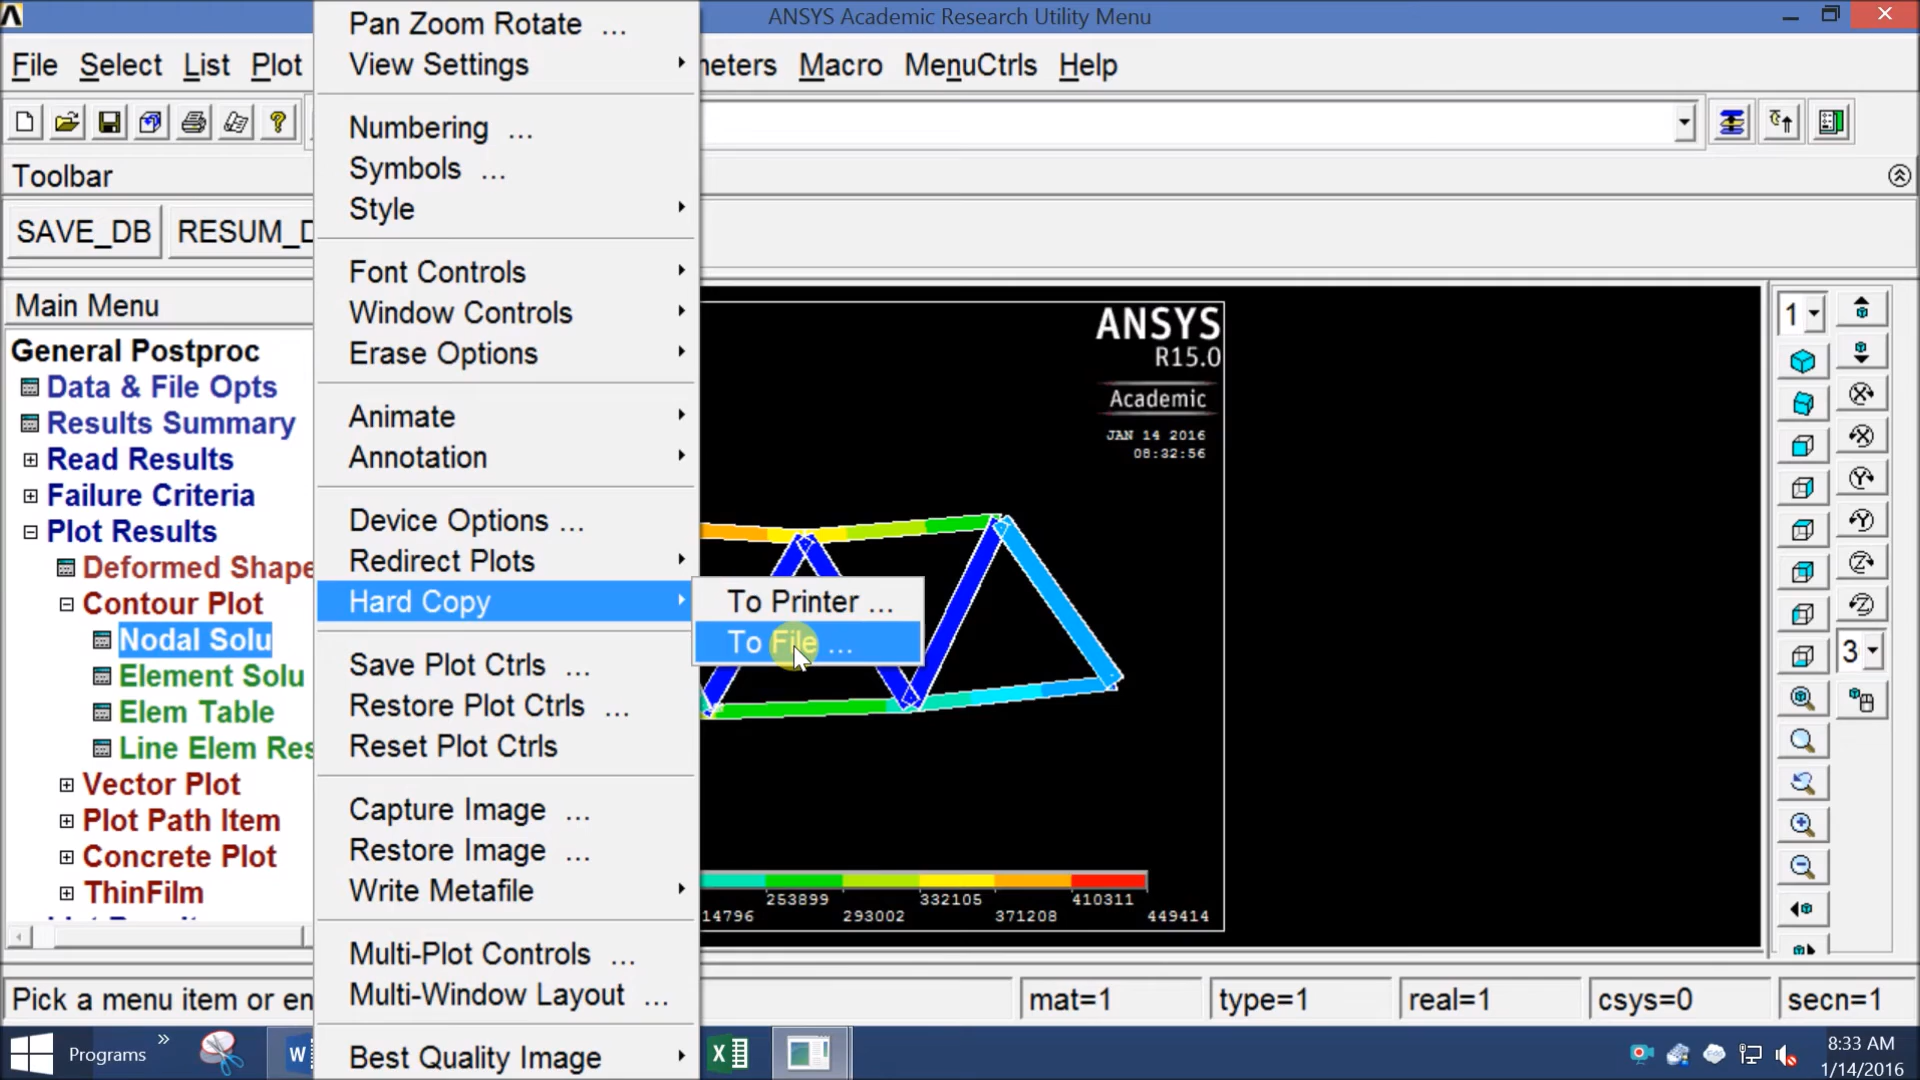 ANSYS Academic Research Utility Menu
File Select List Plot
meters Macro MenuCtrls Help
Toolbar
SAVE_DB RESUM_D
Main Menu
General Postproc
Data & File Opts
Results Summary
Read Results
Failure Criteria
Plot Results
Deformed Shape
Contour Plot
Nodal Solu
Element Solu
Elem Table
Line Elem Res
Vector Plot
Plot Path Item
Concrete Plot
ThinFilm
Pan Zoom Rotate ...
View Settings
Numbering ...
Symbols ...
Style
Font Controls
Window Controls
Erase Options
Animate
Annotation
Device Options ...
Redirect Plots
Hard Copy
Save Plot Ctrls ...
Restore Plot Ctrls ...
Reset Plot Ctrls
Capture Image ...
Restore Image ...
Write Metafile
Multi-Plot Controls ...
Multi-Window Layout ...
Best Quality Image
To Printer ...
To File ...
ANSYS
R15.0
Academic
JAN 14 2016
08:32:56
253899 332105 410311
14796 293002 371208 449414
1
3
Pick a menu item or en
mat=1 type=1 real=1 csys=0 secn=1
Programs
8:33 AM
1/14/2016